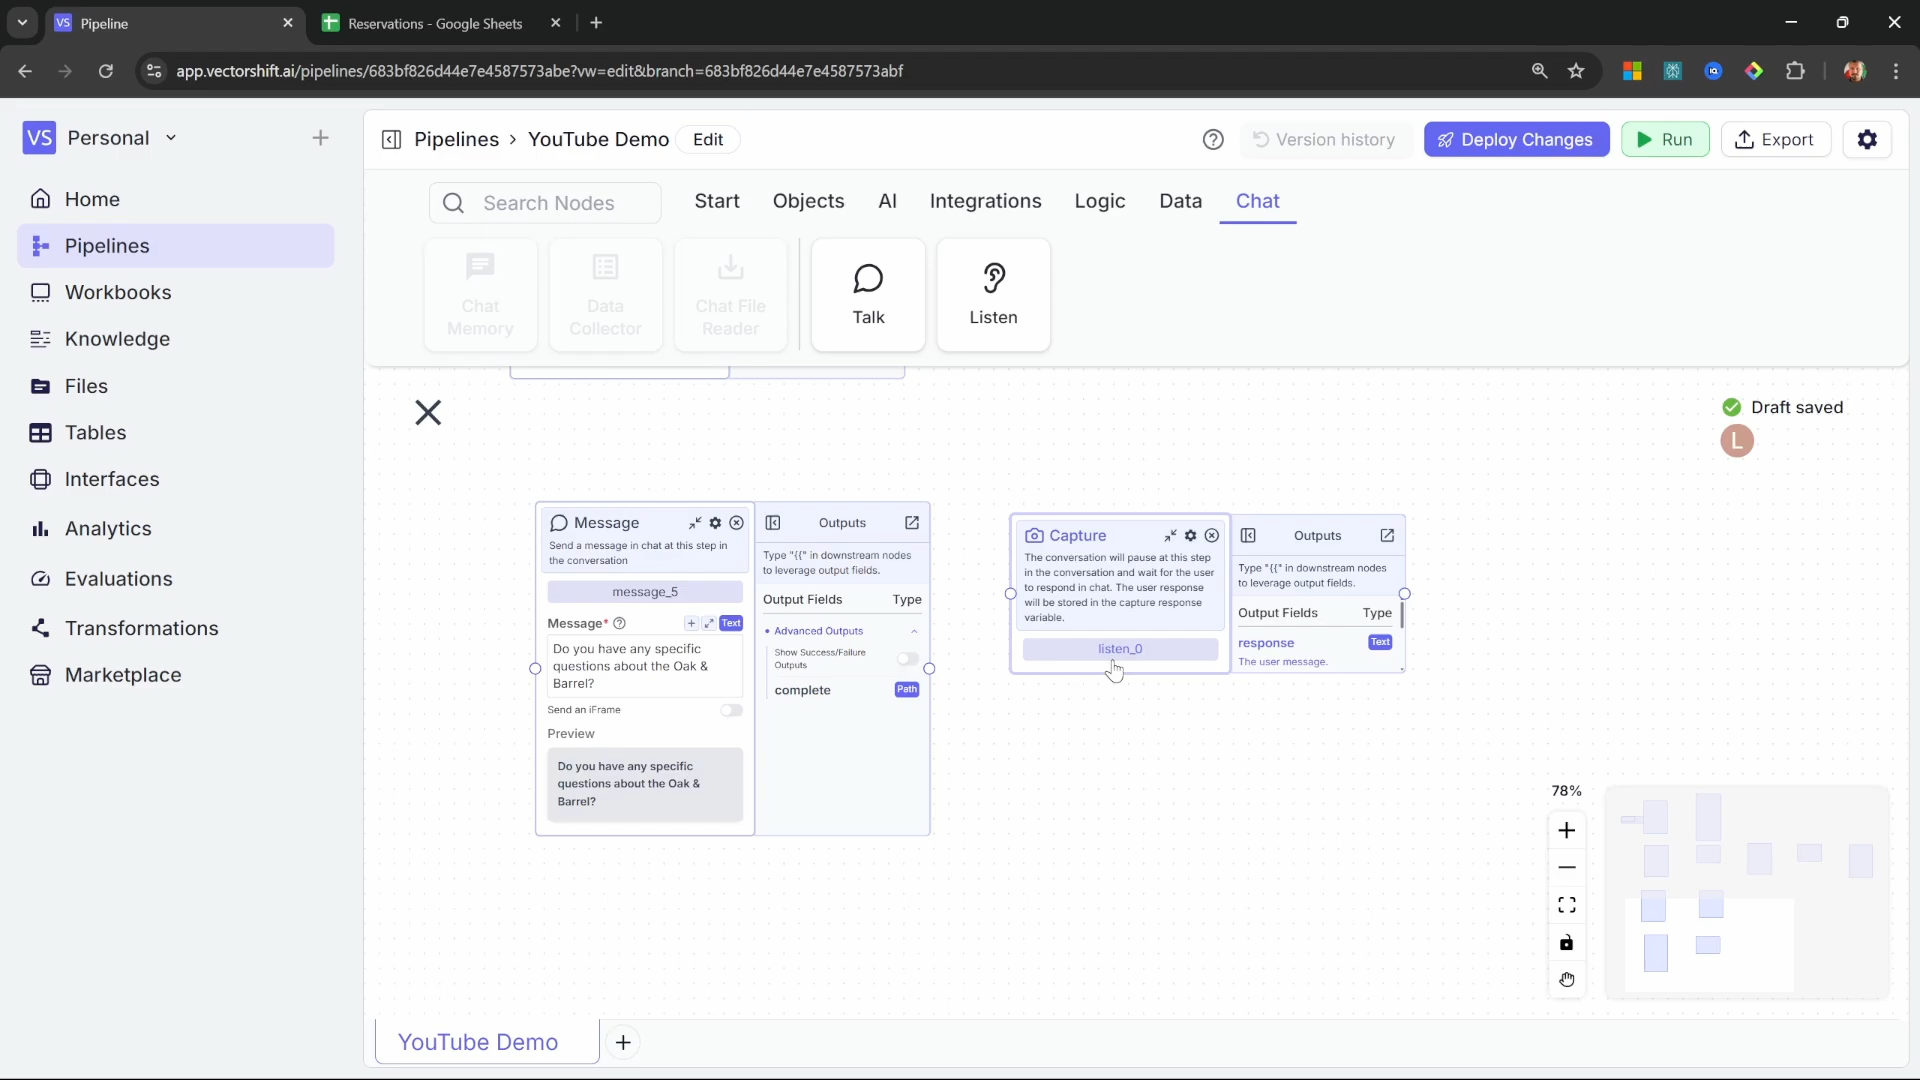 VS Pipeline
Reservations - Google Sheets
app.vectorshift.ai/pipelines/683bf826d44e7e4587573abe?vw=edit&branch=683bf826d44e7e4587573abf
VS Personal
Home
Pipelines
Workbooks
Knowledge
Files
Tables
Interfaces
Analytics
Evaluations
Transformations
Marketplace
Pipelines > YouTube Demo Edit
Version history
Deploy Changes
Run
Export
Search Nodes
Start Objects AI Integrations Logic Data Chat
Chat
Memory
Data
Collector
Chat File
Reader
Talk
Listen
Draft saved
L
Message
Send a message in chat at this step in
the conversation
message_5
Message*
Text
Do you have any specific
questions about the Oak &
Barrel?
Send an iFrame
Preview
Do you have any specific
questions about the Oak &
Barrel?
Outputs
Type "{{" in downstream nodes
to leverage output fields.
Output Fields Type
Advanced Outputs
Show Success/Failure
Outputs
complete Path
Capture
The conversation will pause at this step
in the conversation and wait for the user
to respond in chat. The user response
will be stored in the capture response
variable.
listen_0
Outputs
Type "{{" in downstream nodes
to leverage output fields.
Output Fields Type
response Text
The user message.
78%
YouTube Demo